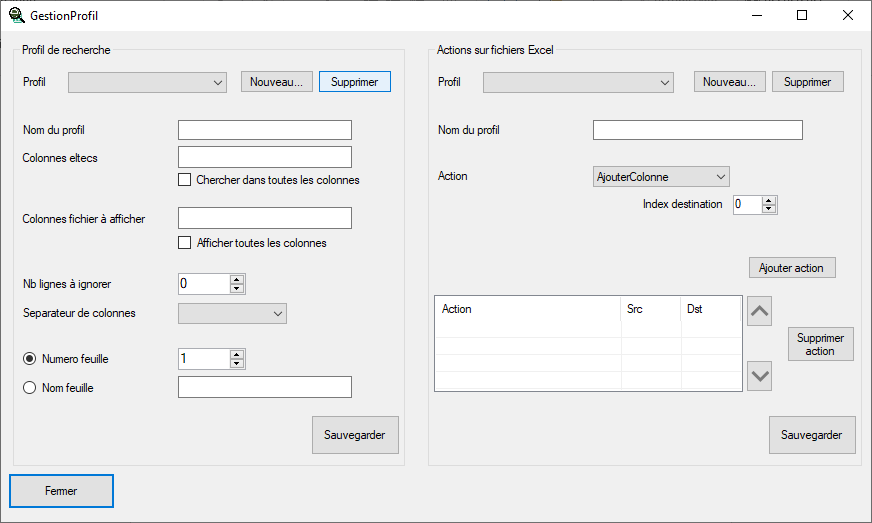 GestionProfil
Profil de recherche
Profil
Nouveau...
Supprimer
Nom du profil
Colonnes eltecs
Chercher dans toutes les colonnes
Colonnes fichier à afficher
Afficher toutes les colonnes
Nb lignes à ignorer
0
Separateur de colonnes
Numero feuille
1
Nom feuille
Sauvegarder
Actions sur fichiers Excel
Profil
Nouveau...
Supprimer
Nom du profil
Action
AjouterColonne
Index destination
0
Ajouter action
Action Src Dst
Supprimer
action
Sauvegarder
Fermer